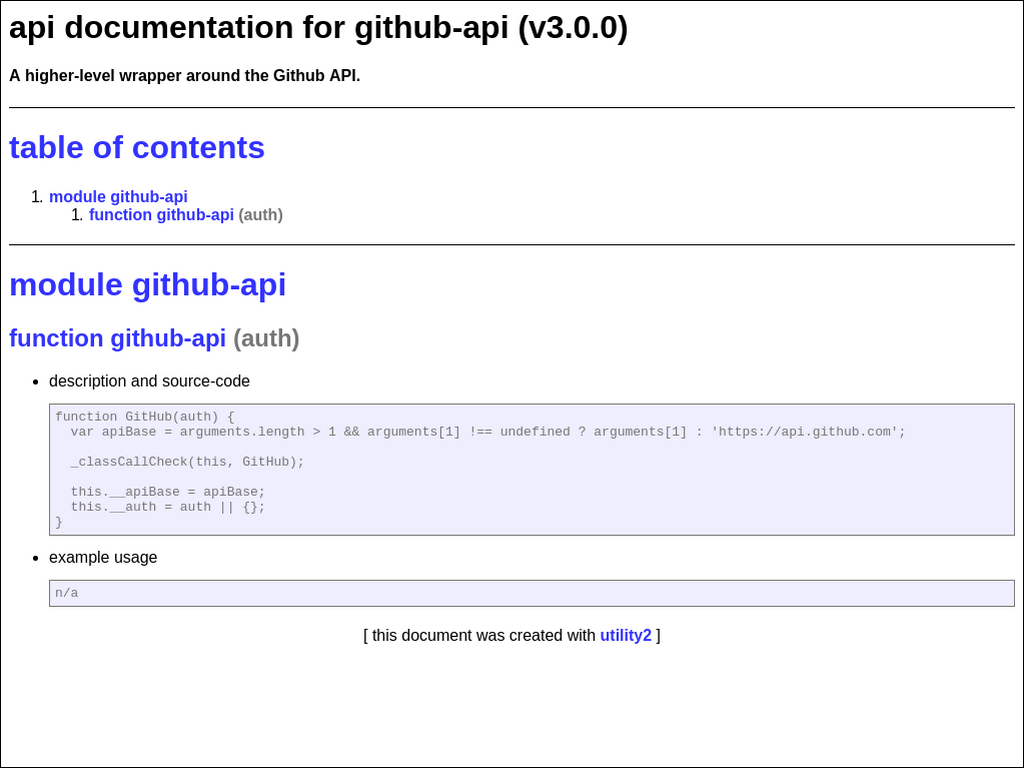 api documentation for github-api (v3.0.0)
A higher-level wrapper around the Github API.
table of contents
1. module github-api
1. function github-api (auth)
module github-api
function github-api (auth)
• description and source-code
function GitHub(auth) {
  var apiBase = arguments.length > 1 && arguments[1] !== undefined ? arguments[1] : 'https://api.github.com';
  _classCallCheck(this, GitHub);
  this.__apiBase = apiBase;
  this.__auth = auth || {};
}
• example usage
n/a
[ this document was created with utility2 ]